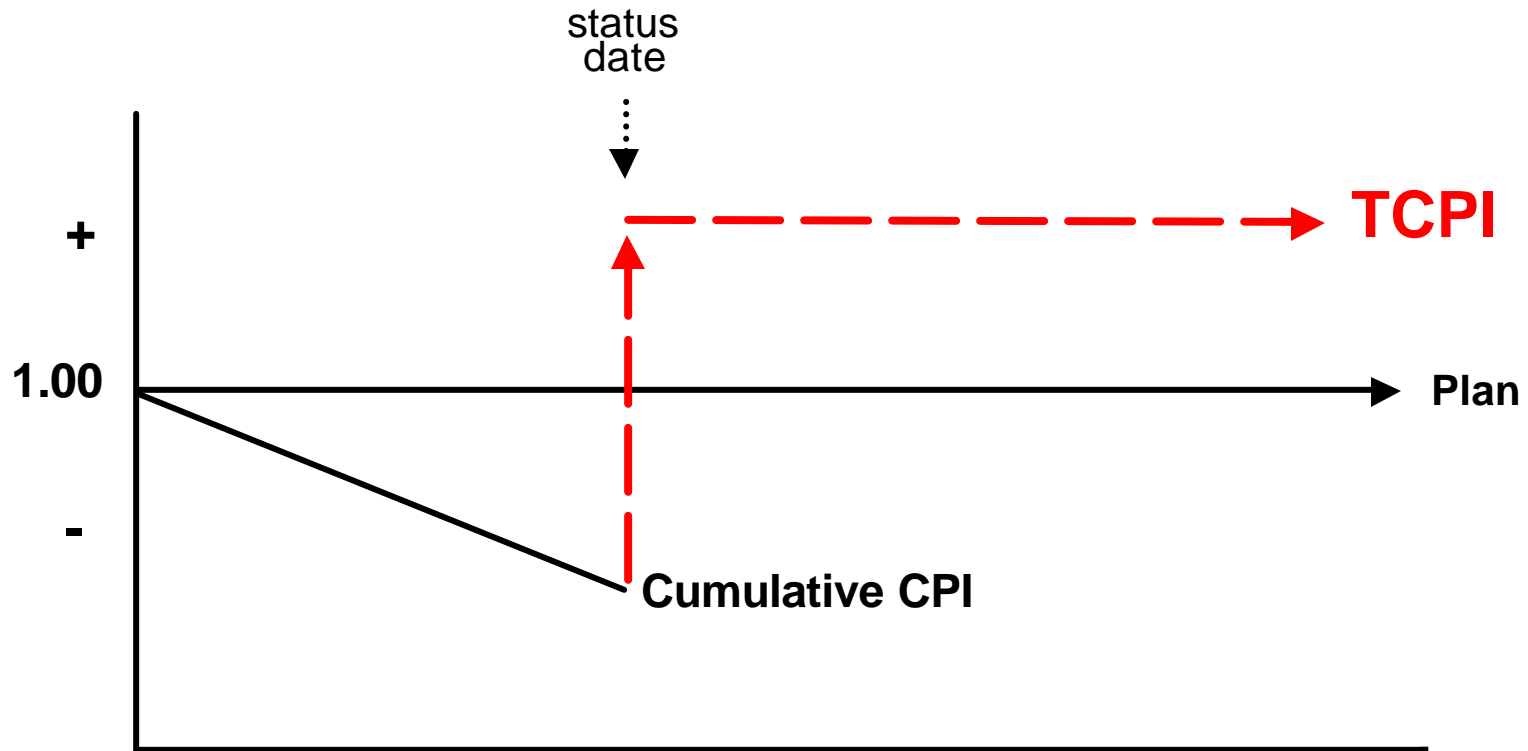 status
date
+
TCPI
1.00
Plan
-
Cumulative CPI